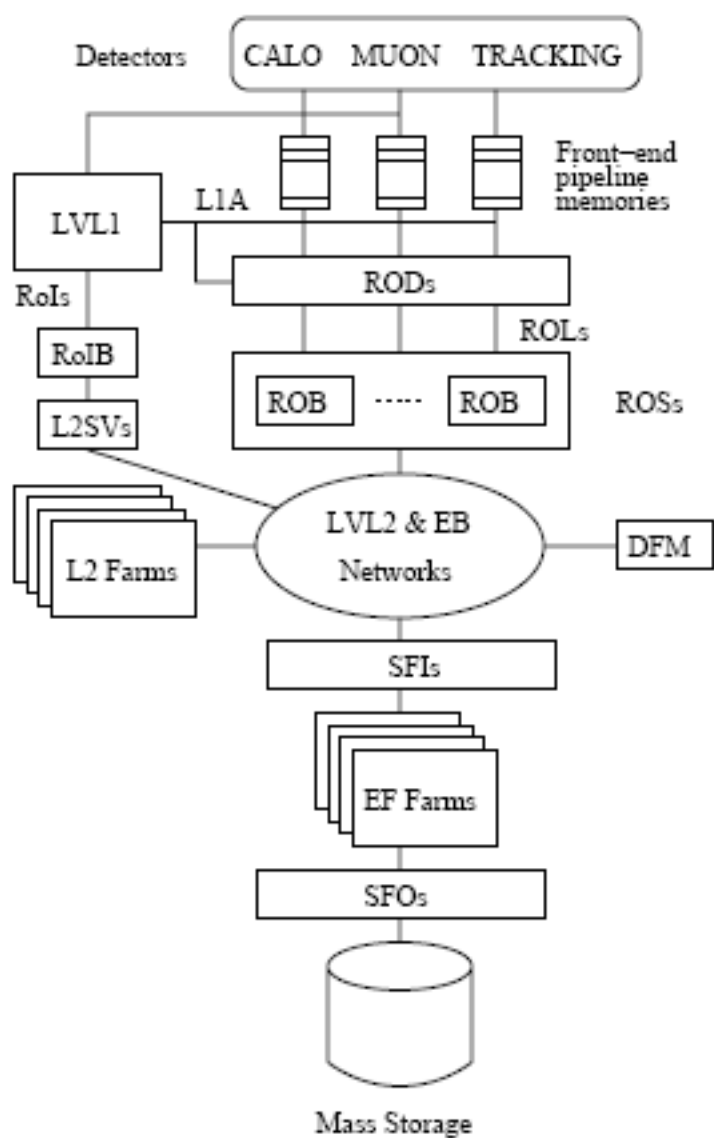 Detectors
CALO MUON TRACKING
Front-end
pipeline
memories
L1A
LVL1
RODs
RoIs
ROLs
RoIB
ROB ..... ROB
ROSs
L2SVs
LVL2 & EB
Networks
L2 Farms
DFM
SFIs
EF Farms
SFOs
Mass Storage